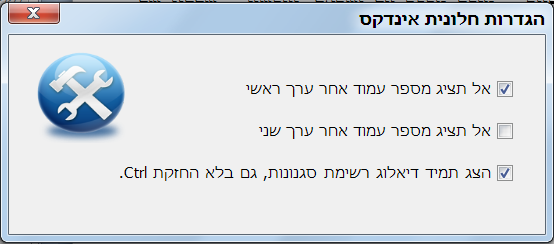 הגדרות חלונית אינדקס
אל תציג מספר עמוד אחר ערך ראשי
אל תציג מספר עמוד אחר ערך שני
הצג תמיד דיאלוג רשימת סגנונות, גם בלא החזקת Ctrl.